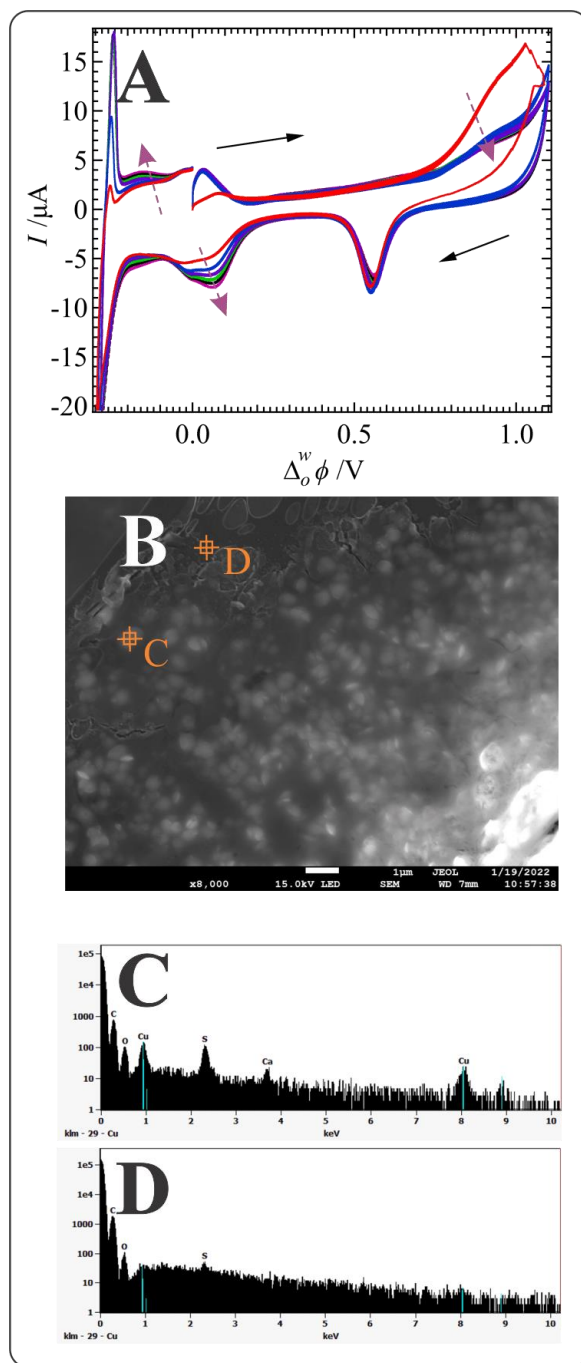 A
15
10
5
0
-5
-10
-15
-20
I /μA
0.0 0.5 1.0
Δₒʷ ϕ /V
B
D
C
1μm JEOL 1/19/2022
x8,000 15.0kV LED SEM WD 7mm 10:57:38
C
1e5
1e4
1000
100
10
1
C
O
Cu
S
Ca
Cu
0 1 2 3 4 5 6 7 8 9 10
klm - 29 - Cu keV
D
1e5
1e4
1000
100
10
1
C
O
S
0 1 2 3 4 5 6 7 8 9 10
klm - 29 - Cu keV